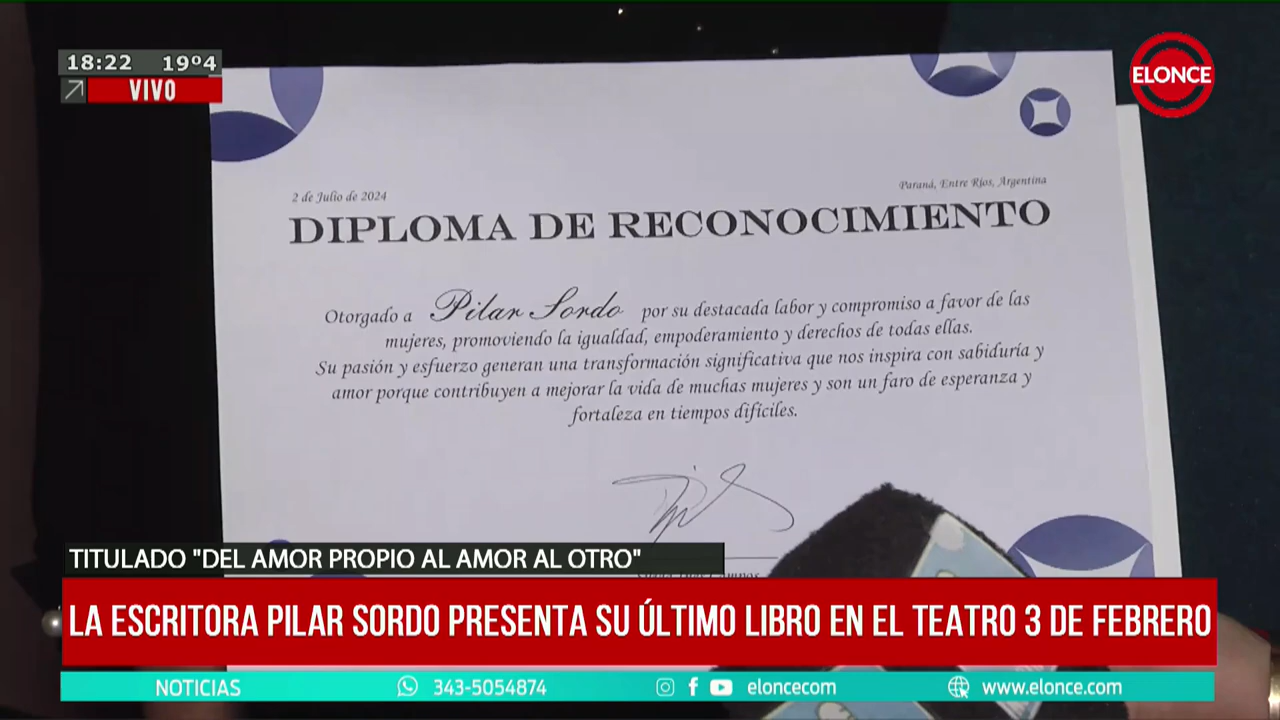 18:22 19º4
VIVO
ELONCE
2 de Julio de 2024
Paraná, Entre Ríos, Argentina
DIPLOMA DE RECONOCIMIENTO
Otorgado a Pilar Sordo por su destacada labor y compromiso a favor de las
mujeres, promoviendo la igualdad, empoderamiento y derechos de todas ellas.
Su pasión y esfuerzo generan una transformación significativa que nos inspira con sabiduría y
amor porque contribuyen a mejorar la vida de muchas mujeres y son un faro de esperanza y
fortaleza en tiempos difíciles.
TITULADO "DEL AMOR PROPIO AL AMOR AL OTRO"
LA ESCRITORA PILAR SORDO PRESENTA SU ÚLTIMO LIBRO EN EL TEATRO 3 DE FEBRERO
NOTICIAS 343-5054874 eloncecom www.elonce.com